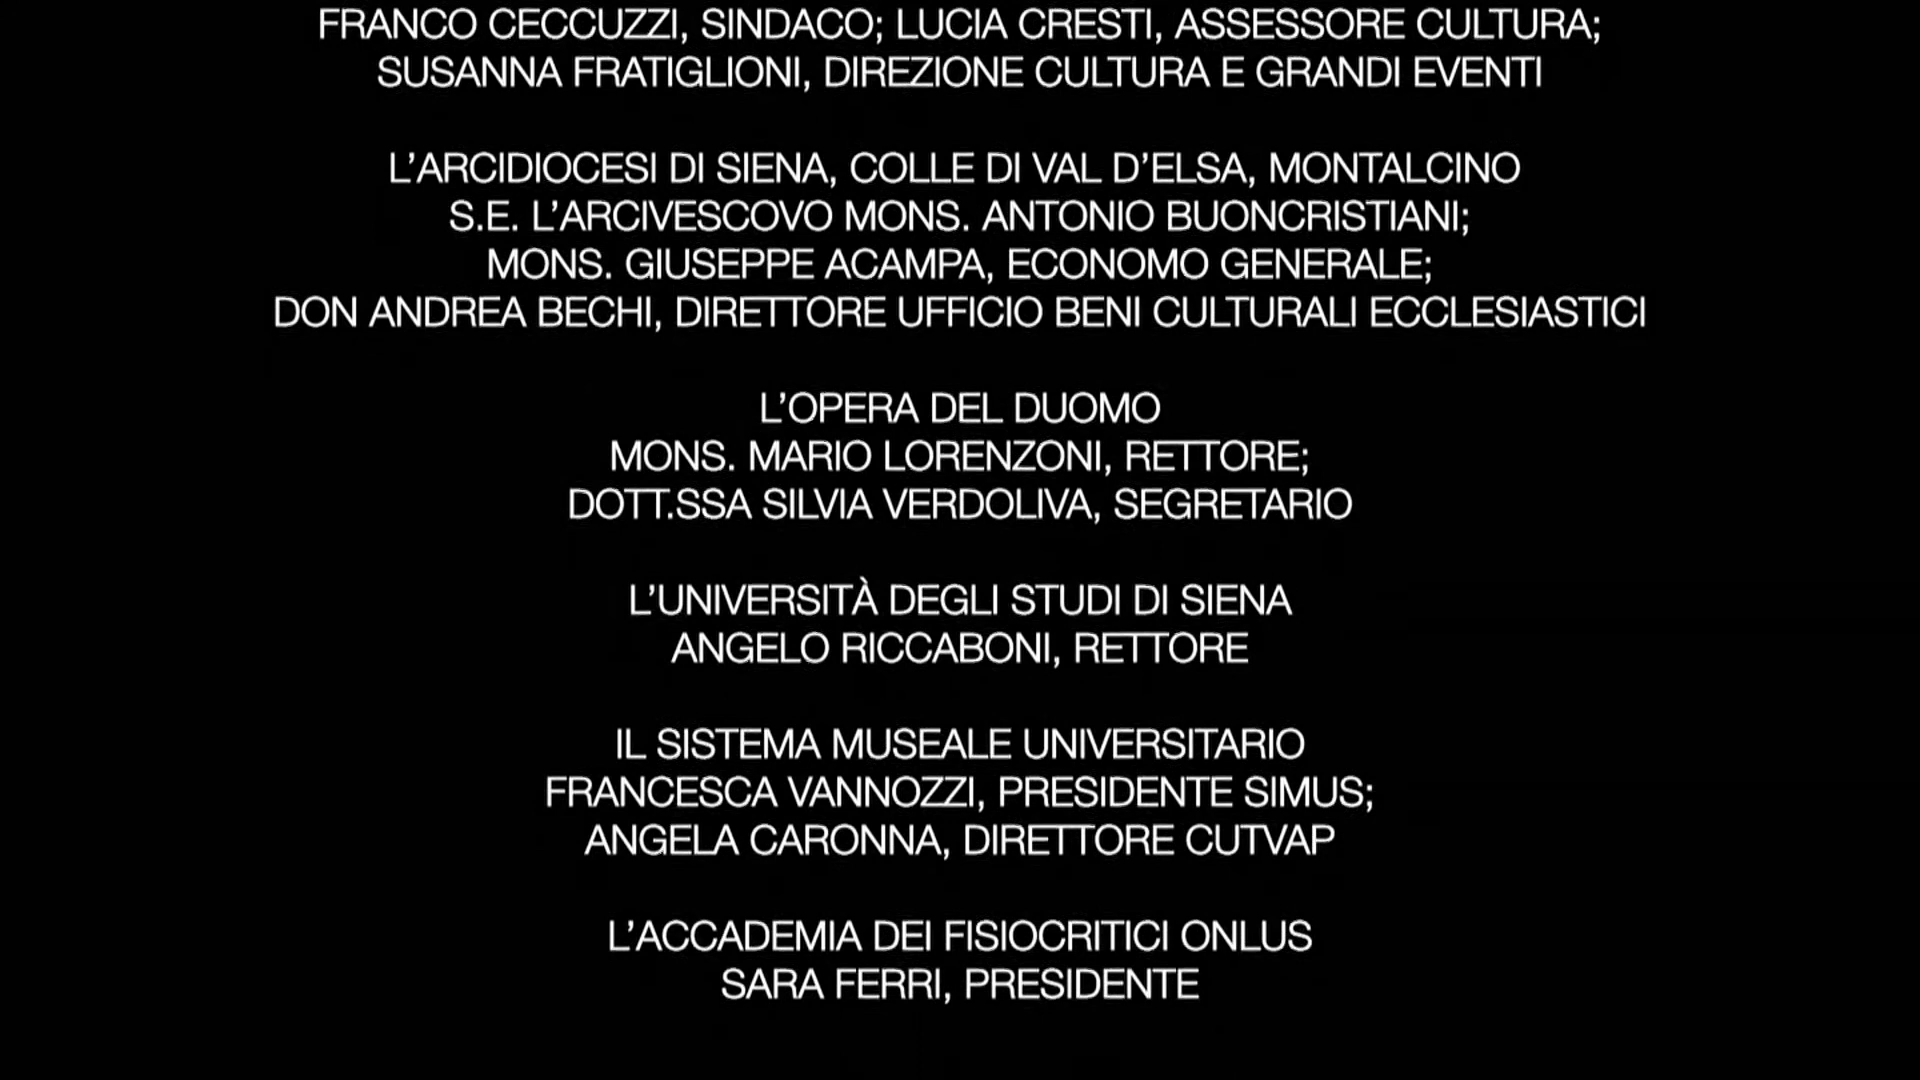 FRANCO CECCUZZI, SINDACO; LUCIA CRESTI, ASSESSORE CULTURA;
SUSANNA FRATIGLIONI, DIREZIONE CULTURA E GRANDI EVENTI
L’ARCIDIOCESI DI SIENA, COLLE DI VAL D’ELSA, MONTALCINO
S.E. L’ARCIVESCOVO MONS. ANTONIO BUONCRISTIANI;
MONS. GIUSEPPE ACAMPA, ECONOMO GENERALE;
DON ANDREA BECHI, DIRETTORE UFFICIO BENI CULTURALI ECCLESIASTICI
L’OPERA DEL DUOMO
MONS. MARIO LORENZONI, RETTORE;
DOTT.SSA SILVIA VERDOLIVA, SEGRETARIO
L’UNIVERSITÀ DEGLI STUDI DI SIENA
ANGELO RICCABONI, RETTORE
IL SISTEMA MUSEALE UNIVERSITARIO
FRANCESCA VANNOZZI, PRESIDENTE SIMUS;
ANGELA CARONNA, DIRETTORE CUTVAP
L’ACCADEMIA DEI FISIOCRITICI ONLUS
SARA FERRI, PRESIDENTE